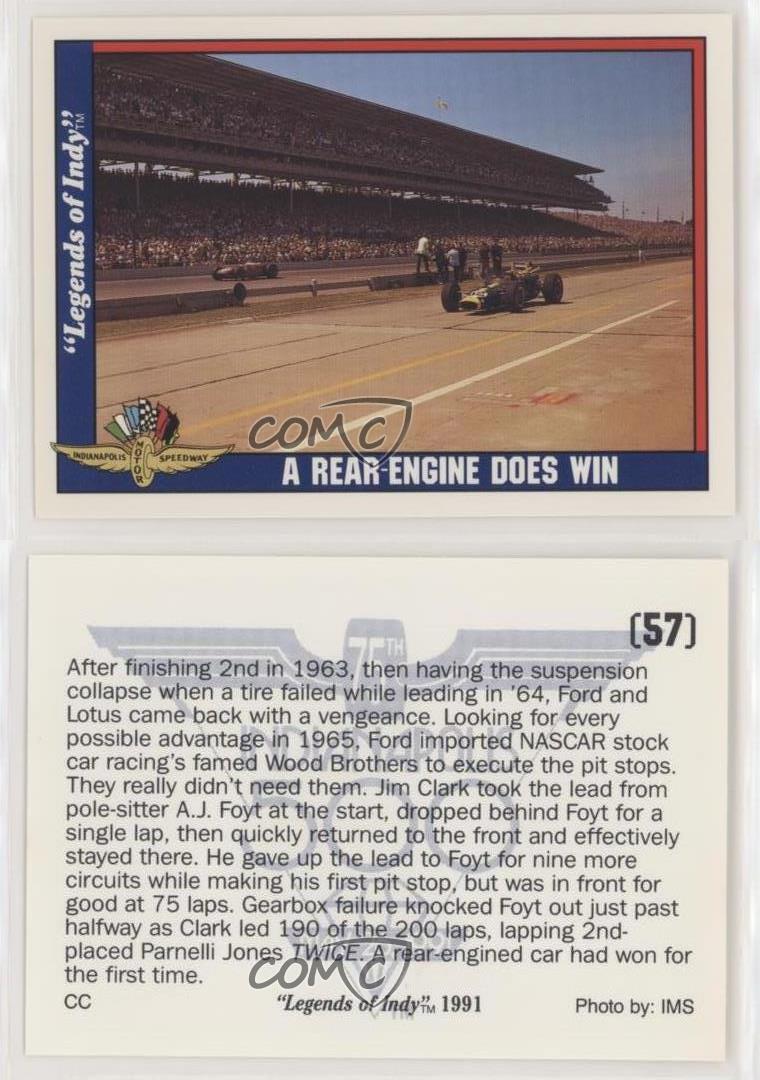 "Legends of Indy"TM
COMC
INDIANAPOLIS MOTOR SPEEDWAY
A REAR-ENGINE DOES WIN
(57)
75TH
INDIANAPOLIS
500
After finishing 2nd in 1963, then having the suspension
collapse when a tire failed while leading in '64, Ford and
Lotus came back with a vengeance. Looking for every
possible advantage in 1965, Ford imported NASCAR stock
car racing's famed Wood Brothers to execute the pit stops.
They really didn't need them. Jim Clark took the lead from
pole-sitter A.J. Foyt at the start, dropped behind Foyt for a
single lap, then quickly returned to the front and effectively
stayed there. He gave up the lead to Foyt for nine more
circuits while making his first pit stop, but was in front for
good at 75 laps. Gearbox failure knocked Foyt out just past
halfway as Clark led 190 of the 200 laps, lapping 2nd-
placed Parnelli Jones TWICE. A rear-engined car had won for
the first time.
COMC
CC "Legends of Indy"TM 1991 Photo by: IMS